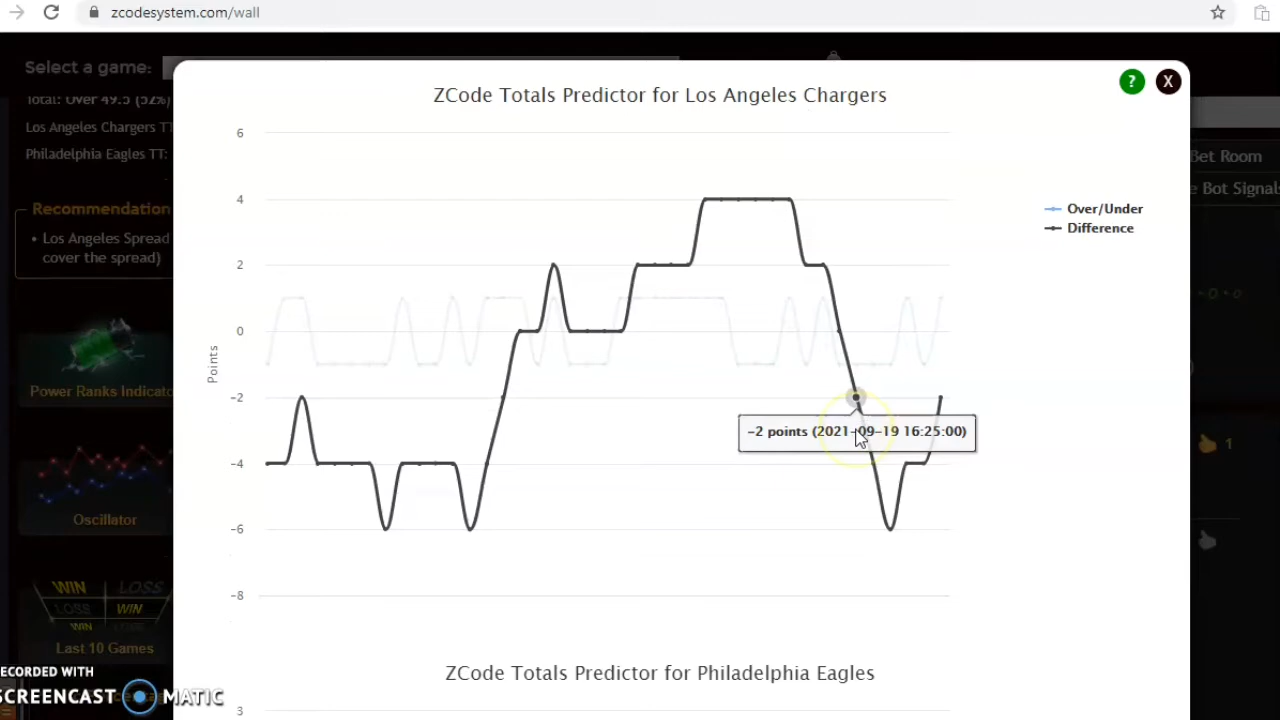 zcodesystem.com/wall
Select a game:
Total: Over 49.5 (52%)
Los Angeles Chargers
Philadelphia Eagles TT:
Recommendation
• Los Angeles Spread
cover the spread)
Power Ranks
Oscillator
WIN LOSS
LOSS WIN
WIN
Last 10 Games
ECORDED WITH
SCREENCAST MATIC
? X
ZCode Totals Predictor for Los Angeles Chargers
6
4
2
0
-2
-4
-6
-8
Points
Over/Under
Difference
-2 points (2021-09-19 16:25:00)
ZCode Totals Predictor for Philadelphia Eagles
3
Bet Room
Bot
1